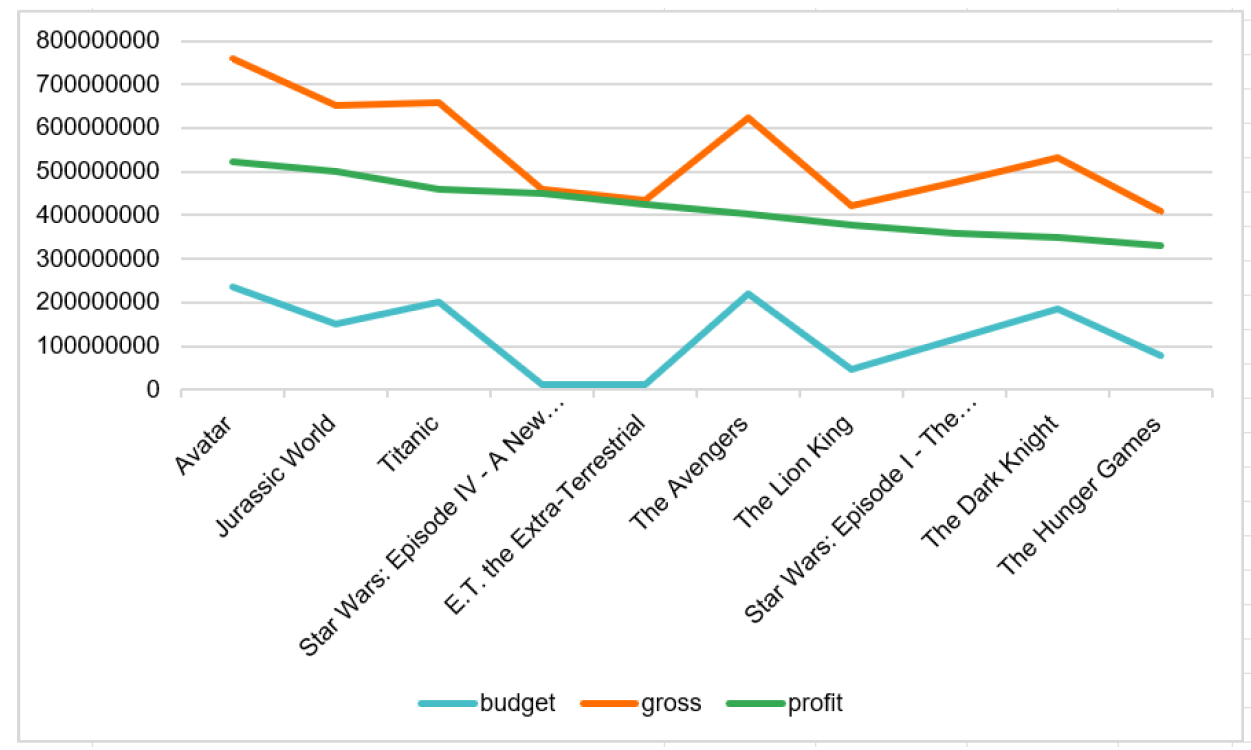 800000000
700000000
600000000
500000000
400000000
300000000
200000000
100000000
0
Avatar
Jurassic World
Titanic
Star Wars: Episode IV - A New...
E.T. the Extra-Terrestrial
The Avengers
The Lion King
Star Wars: Episode I - The...
The Dark Knight
The Hunger Games
budget gross profit